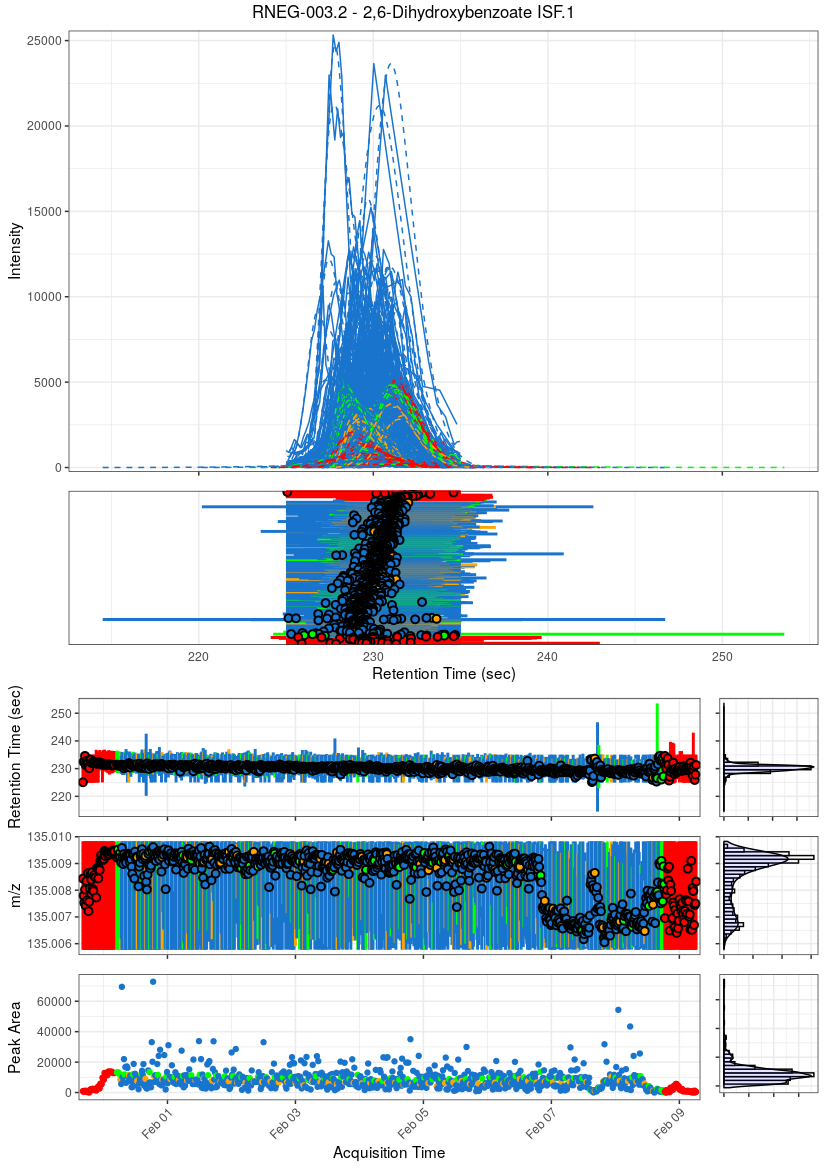 RNEG-003.2 - 2,6-Dihydroxybenzoate ISF.1
25000
20000
15000
10000
5000
0
Intensity
220 230 240 250
Retention Time (sec)
250
240
230
220
Retention Time (sec)
135.010
135.009
135.008
135.007
135.006
m/z
60000
40000
20000
0
Peak Area
Feb 01 Feb 03 Feb 05 Feb 07 Feb 09
Acquisition Time